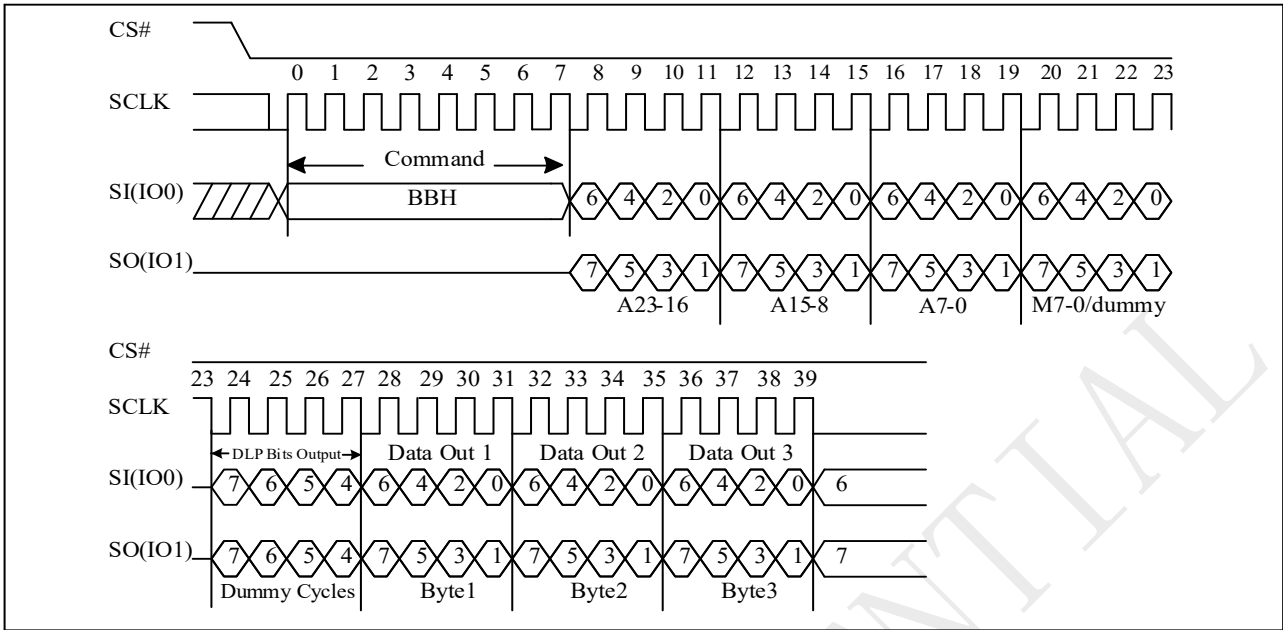 CS#
0 1 2 3 4 5 6 7 8 9 10 11 12 13 14 15 16 17 18 19 20 21 22 23
SCLK
Command
SI(IO0) BBH 6 4 2 0 6 4 2 0 6 4 2 0 6 4 2 0
SO(IO1) 7 5 3 1 7 5 3 1 7 5 3 1 7 5 3 1
A23-16 A15-8 A7-0 M7-0/dummy
CS#
23 24 25 26 27 28 29 30 31 32 33 34 35 36 37 38 39
SCLK
DLP Bits Output Data Out 1 Data Out 2 Data Out 3
SI(IO0) 7 6 5 4 6 4 2 0 6 4 2 0 6 4 2 0 6
SO(IO1) 7 6 5 4 7 5 3 1 7 5 3 1 7 5 3 1 7
Dummy Cycles Byte1 Byte2 Byte3
NTIAL